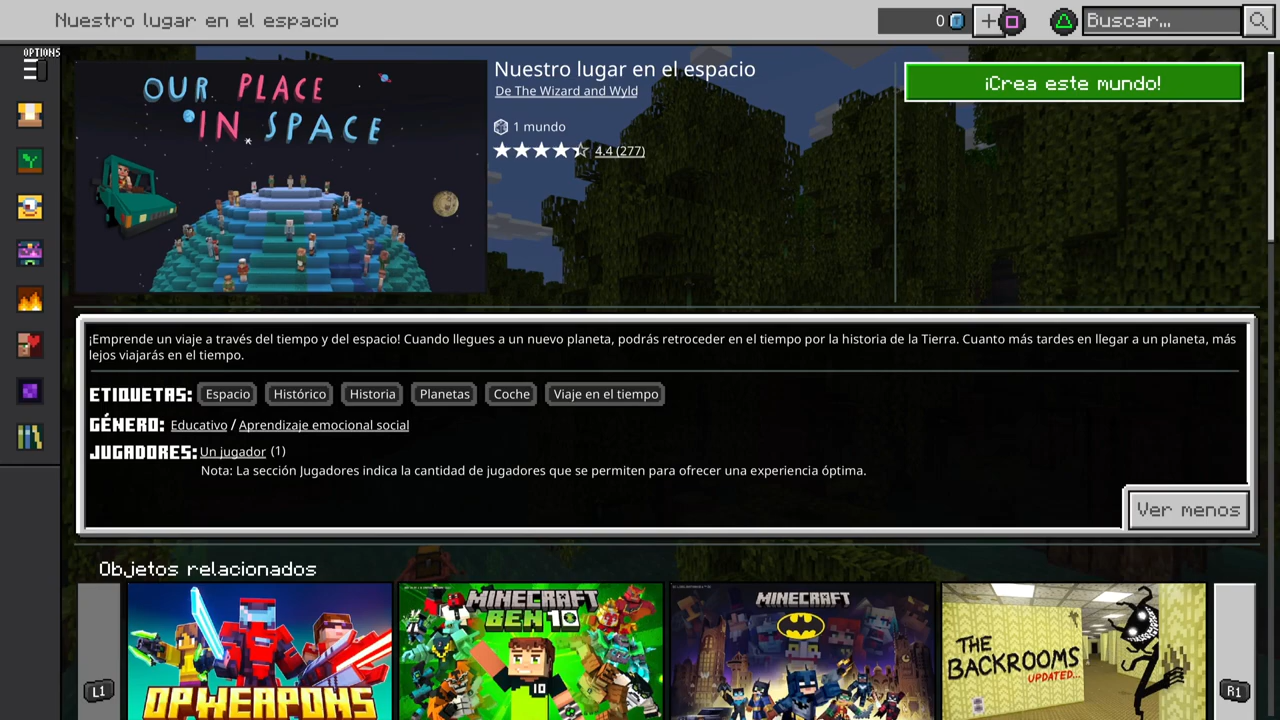 Nuestro lugar en el espacio
0
Buscar...
OPTIONS
OUR PLACE
IN SPACE
Nuestro lugar en el espacio
De The Wizard and Wyld
1 mundo
4.4 (277)
¡Crea este mundo!
¡Emprende un viaje a través del tiempo y del espacio! Cuando llegues a un nuevo planeta, podrás retroceder en el tiempo por la historia de la Tierra. Cuanto más tardes en llegar a un planeta, más
lejos viajarás en el tiempo.
ETIQUETAS: Espacio Histórico Historia Planetas Coche Viaje en el tiempo
GÉNERO: Educativo / Aprendizaje emocional social
JUGADORES: Un jugador (1)
Nota: La sección Jugadores indica la cantidad de jugadores que se permiten para ofrecer una experiencia óptima.
Ver menos
Objetos relacionados
L1
OP WEAPONS
MINECRAFT
BEN 10
10
MINECRAFT
THE
BACKROOMS
UPDATED...
R1